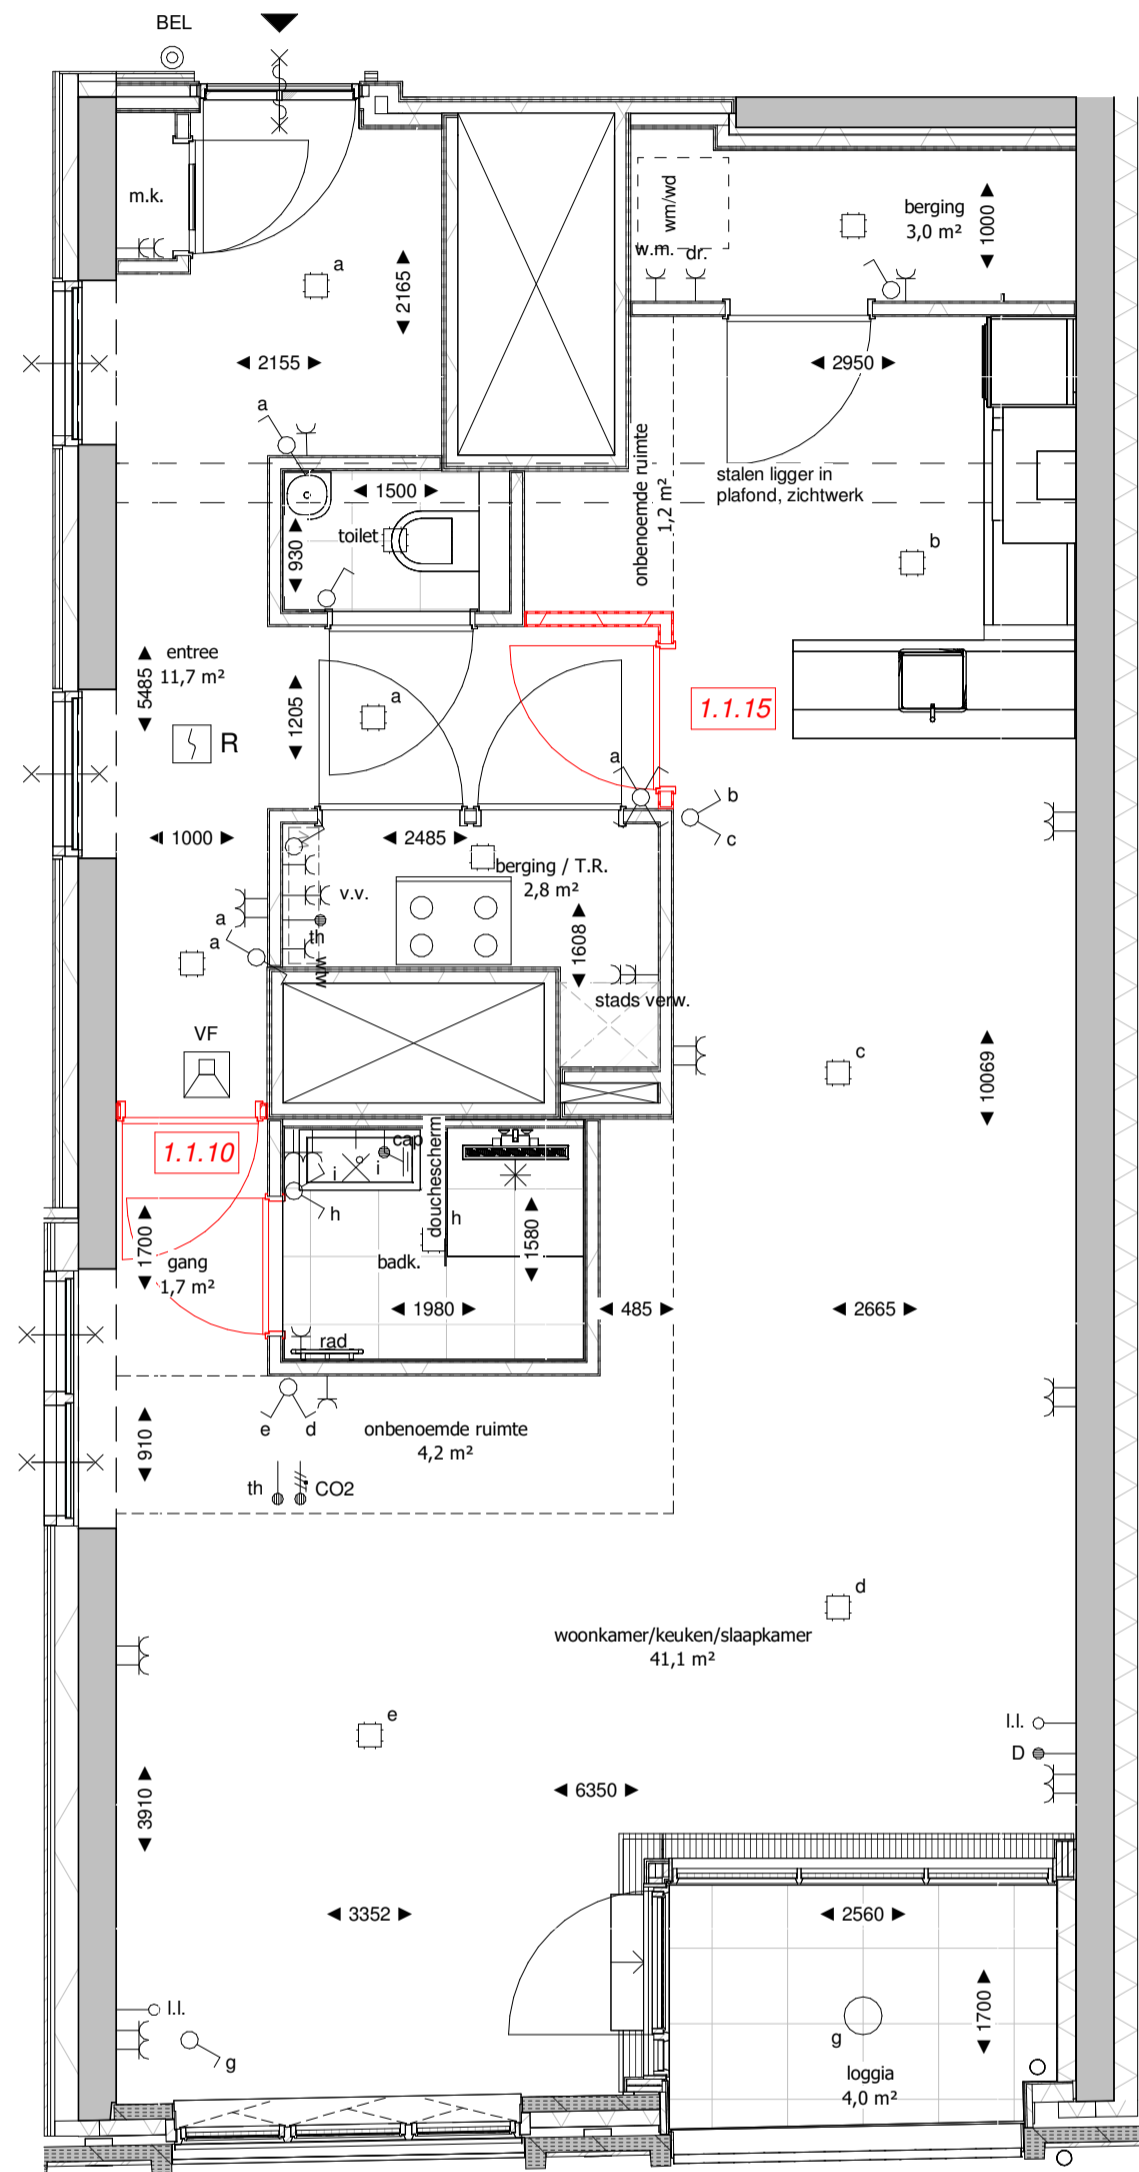 BEL
m.k.
wm/wd
berging
3,0 m²
1000
w.m.
dr.
a
2165
2155
2950
a
onbenoemde ruimte
1,2 m²
stalen ligger in
plafond, zichtwerk
1500
toilet
930
b
entree
11,7 m²
5485
1205
a
1.1.15
R
a
b
c
1000
2485
berging / T.R.
2,8 m²
v.v.
a
a
th
wtw
1608
stads verw.
VF
c
10069
1.1.10
cap
i
i
douchescherm
h
h
1700
gang
1,7 m²
badk.
1580
1980
485
2665
rad
e
d
onbenoemde ruimte
4,2 m²
910
th
CO2
d
woonkamer/keuken/slaapkamer
41,1 m²
e
l.l.
D
3910
6350
3352
2560
l.l.
g
g
1700
loggia
4,0 m²